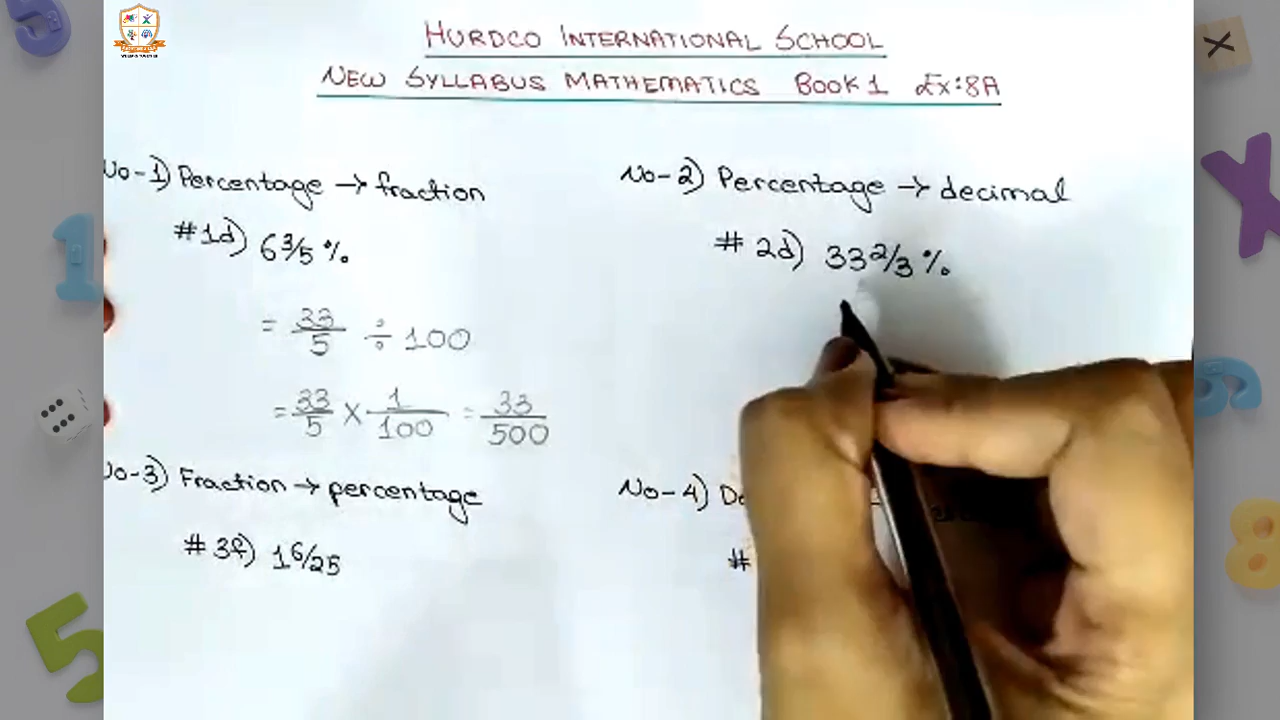 HURDCO INTERNATIONAL SCHOOL
NEW SYLLABUS MATHEMATICS BOOK 1 EX:8A
No-1) Percentage → fraction
#1d) 6 3/5 %
= 33/5 ÷ 100
= 33/5 × 1/100 = 33/500
No-2) Percentage → decimal
# 2d) 33 2/3 %
No-3) Fraction → percentage
# 3f) 1 6/25
No-4)
#